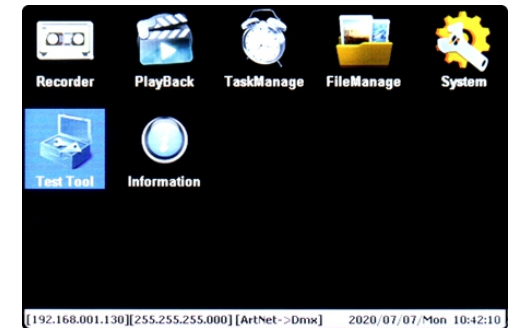 Recorder PlayBack TaskManage FileManage System
Test Tool Information
[192.168.001.130][255.255.255.000] [ArtNet->Dmx] 2020/07/07/Mon 10:42:10